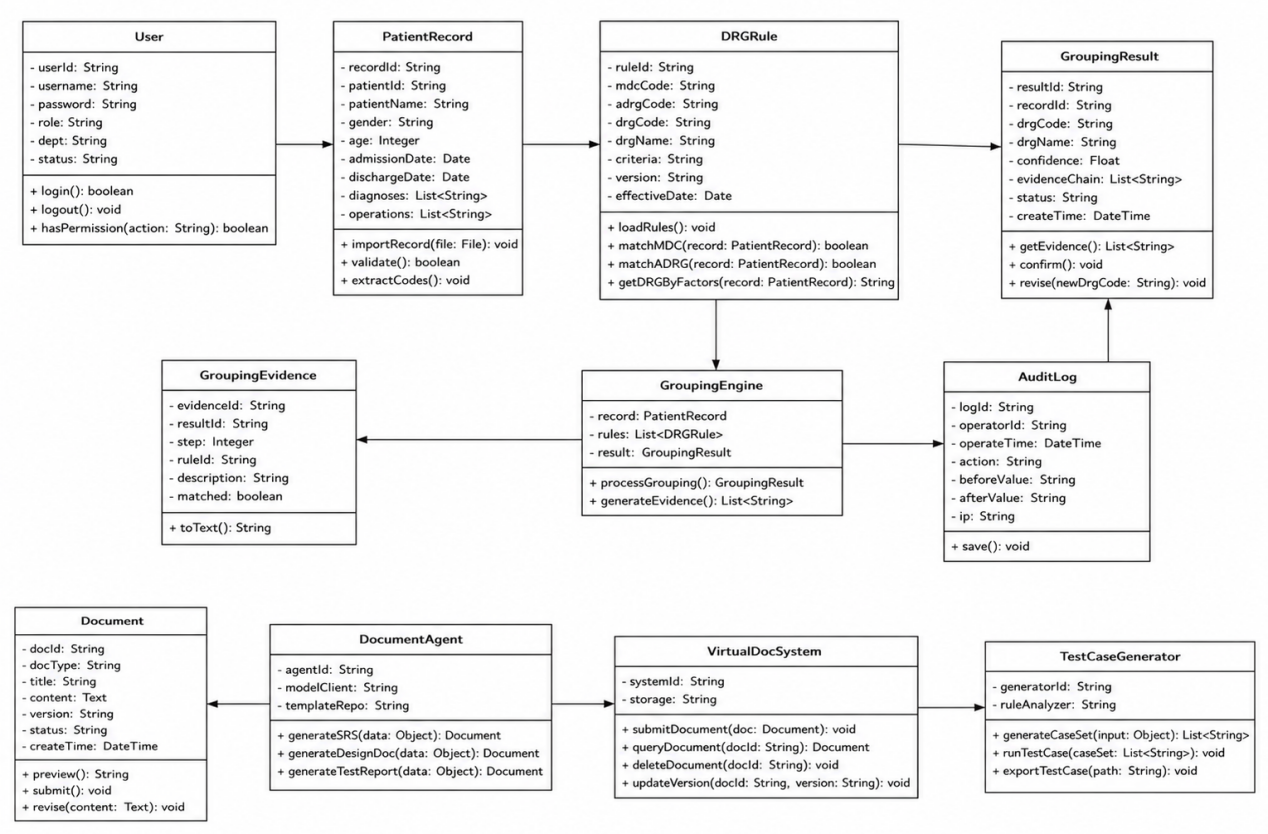 User
- userId: String
- username: String
- password: String
- role: String
- dept: String
- status: String
+ login(): boolean
+ logout(): void
+ hasPermission(action: String): boolean
PatientRecord
- recordId: String
- patientId: String
- patientName: String
- gender: String
- age: Integer
- admissionDate: Date
- dischargeDate: Date
- diagnoses: List<String>
- operations: List<String>
+ importRecord(file: File): void
+ validate(): boolean
+ extractCodes(): void
DRGRule
- ruleId: String
- mdcCode: String
- adrgCode: String
- drgCode: String
- drgName: String
- criteria: String
- version: String
- effectiveDate: Date
+ loadRules(): void
+ matchMDC(record: PatientRecord): boolean
+ matchADRG(record: PatientRecord): boolean
+ getDRGByFactors(record: PatientRecord): String
GroupingResult
- resultId: String
- recordId: String
- drgCode: String
- drgName: String
- confidence: Float
- evidenceChain: List<String>
- status: String
- createTime: DateTime
+ getEvidence(): List<String>
+ confirm(): void
+ revise(newDrgCode: String): void
GroupingEvidence
- evidenceId: String
- resultId: String
- step: Integer
- ruleId: String
- description: String
- matched: boolean
+ toText(): String
GroupingEngine
- record: PatientRecord
- rules: List<DRGRule>
- result: GroupingResult
+ processGrouping(): GroupingResult
+ generateEvidence(): List<String>
AuditLog
- logId: String
- operatorId: String
- operateTime: DateTime
- action: String
- beforeValue: String
- afterValue: String
- ip: String
+ save(): void
Document
- docId: String
- docType: String
- title: String
- content: Text
- version: String
- status: String
- createTime: DateTime
+ preview(): String
+ submit(): void
+ revise(content: Text): void
DocumentAgent
- agentId: String
- modelClient: String
- templateRepo: String
+ generateSRS(data: Object): Document
+ generateDesignDoc(data: Object): Document
+ generateTestReport(data: Object): Document
VirtualDocSystem
- systemId: String
- storage: String
+ submitDocument(doc: Document): void
+ queryDocument(docId: String): Document
+ deleteDocument(docId: String): void
+ updateVersion(docId: String, version: String): void
TestCaseGenerator
- generatorId: String
- ruleAnalyzer: String
+ generateCaseSet(input: Object): List<String>
+ runTestCase(caseSet: List<String>): void
+ exportTestCase(path: String): void